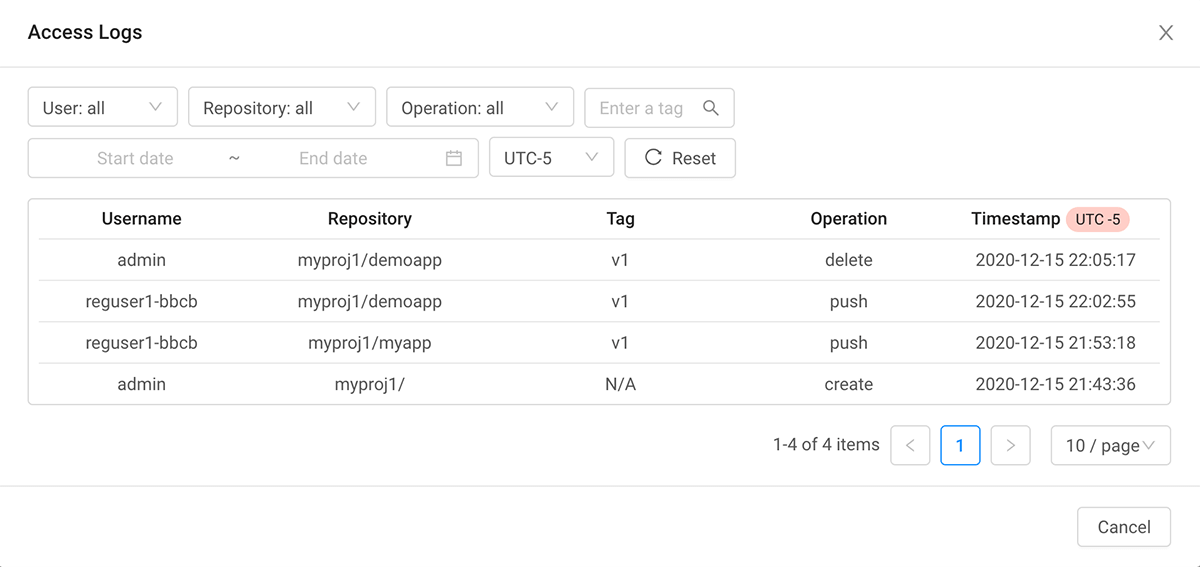 Access Logs
User: all Repository: all Operation: all Enter a tag
Start date ~ End date UTC-5 Reset
Username Repository Tag Operation Timestamp UTC -5
admin myproj1/demoapp v1 delete 2020-12-15 22:05:17
reguser1-bbcb myproj1/demoapp v1 push 2020-12-15 22:02:55
reguser1-bbcb myproj1/myapp v1 push 2020-12-15 21:53:18
admin myproj1/ N/A create 2020-12-15 21:43:36
1-4 of 4 items < 1 > 10 / page
Cancel